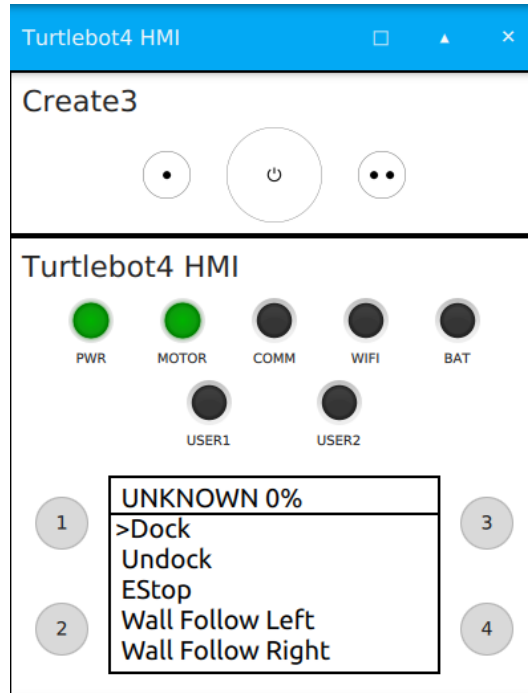 Turtlebot4 HMI
Create3
Turtlebot4 HMI
PWR MOTOR COMM WIFI BAT
USER1 USER2
UNKNOWN 0%
1
3
>Dock
Undock
EStop
Wall Follow Left
2
4
Wall Follow Right